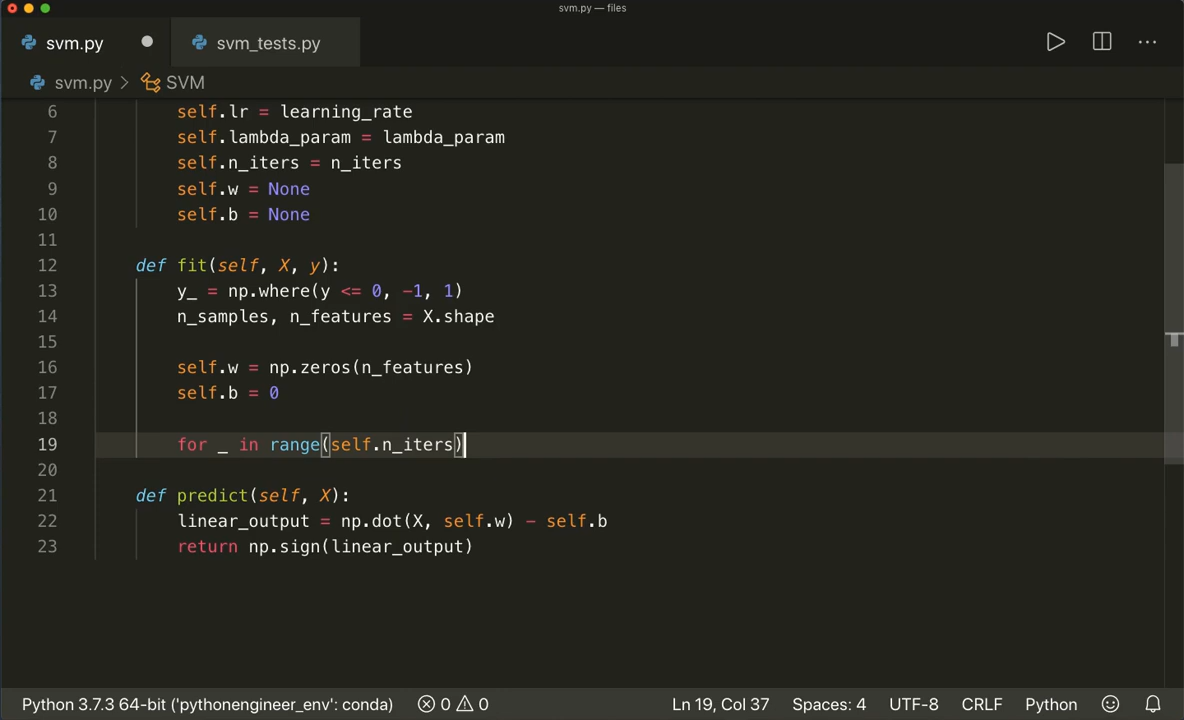 svm.py — files
svm.py
svm_tests.py
svm.py > SVM
6 self.lr = learning_rate
7 self.lambda_param = lambda_param
8 self.n_iters = n_iters
9 self.w = None
10 self.b = None
11
12 def fit(self, X, y):
13 y_ = np.where(y <= 0, -1, 1)
14 n_samples, n_features = X.shape
15
16 self.w = np.zeros(n_features)
17 self.b = 0
18
19 for _ in range(self.n_iters)
20
21 def predict(self, X):
22 linear_output = np.dot(X, self.w) - self.b
23 return np.sign(linear_output)
Python 3.7.3 64-bit ('pythonengineer_env': conda) 0 0 Ln 19, Col 37 Spaces: 4 UTF-8 CRLF Python